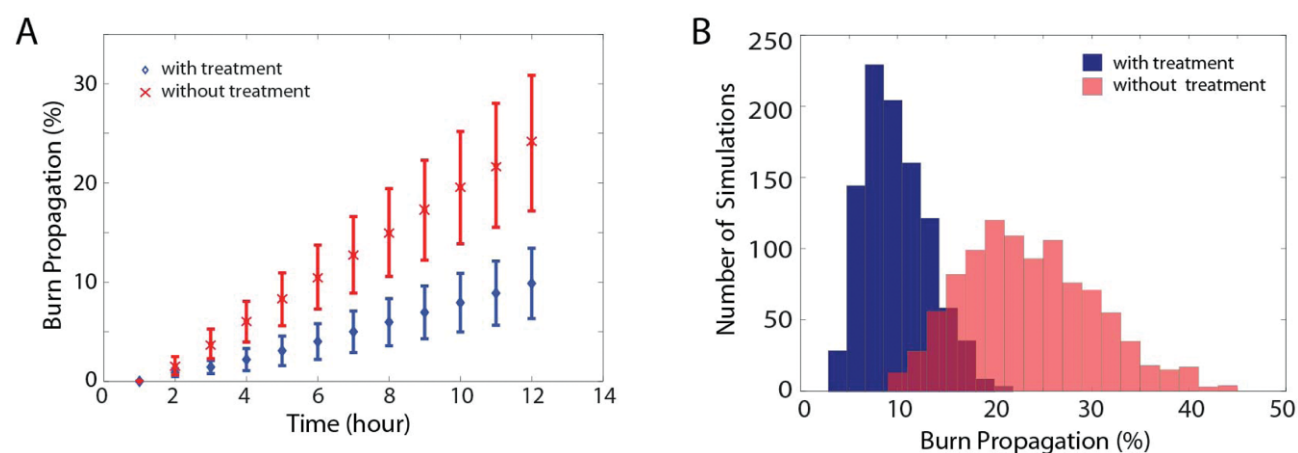 A
30
20
10
0
Burn Propagation (%)
with treatment
without treatment
0 2 4 6 8 10 12 14
Time (hour)
B
250
200
150
100
50
0
Number of Simulations
with treatment
without treatment
0 10 20 30 40 50
Burn Propagation (%)